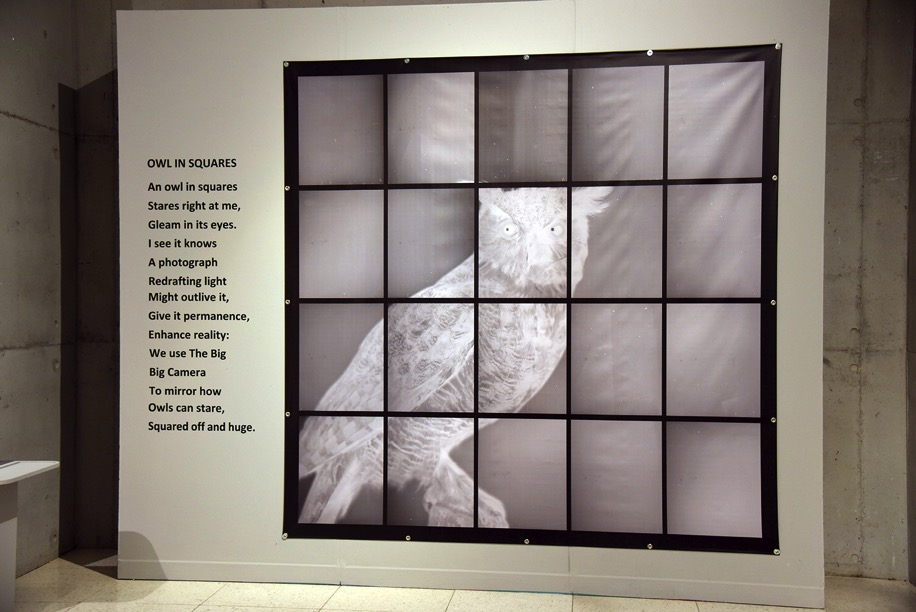 OWL IN SQUARES
An owl in squares
Stares right at me,
Gleam in its eyes.
I see it knows
A photograph
Redrafting light
Might outlive it,
Give it permanence,
Enhance reality:
We use The Big
Big Camera
To mirror how
Owls can stare,
Squared off and huge.